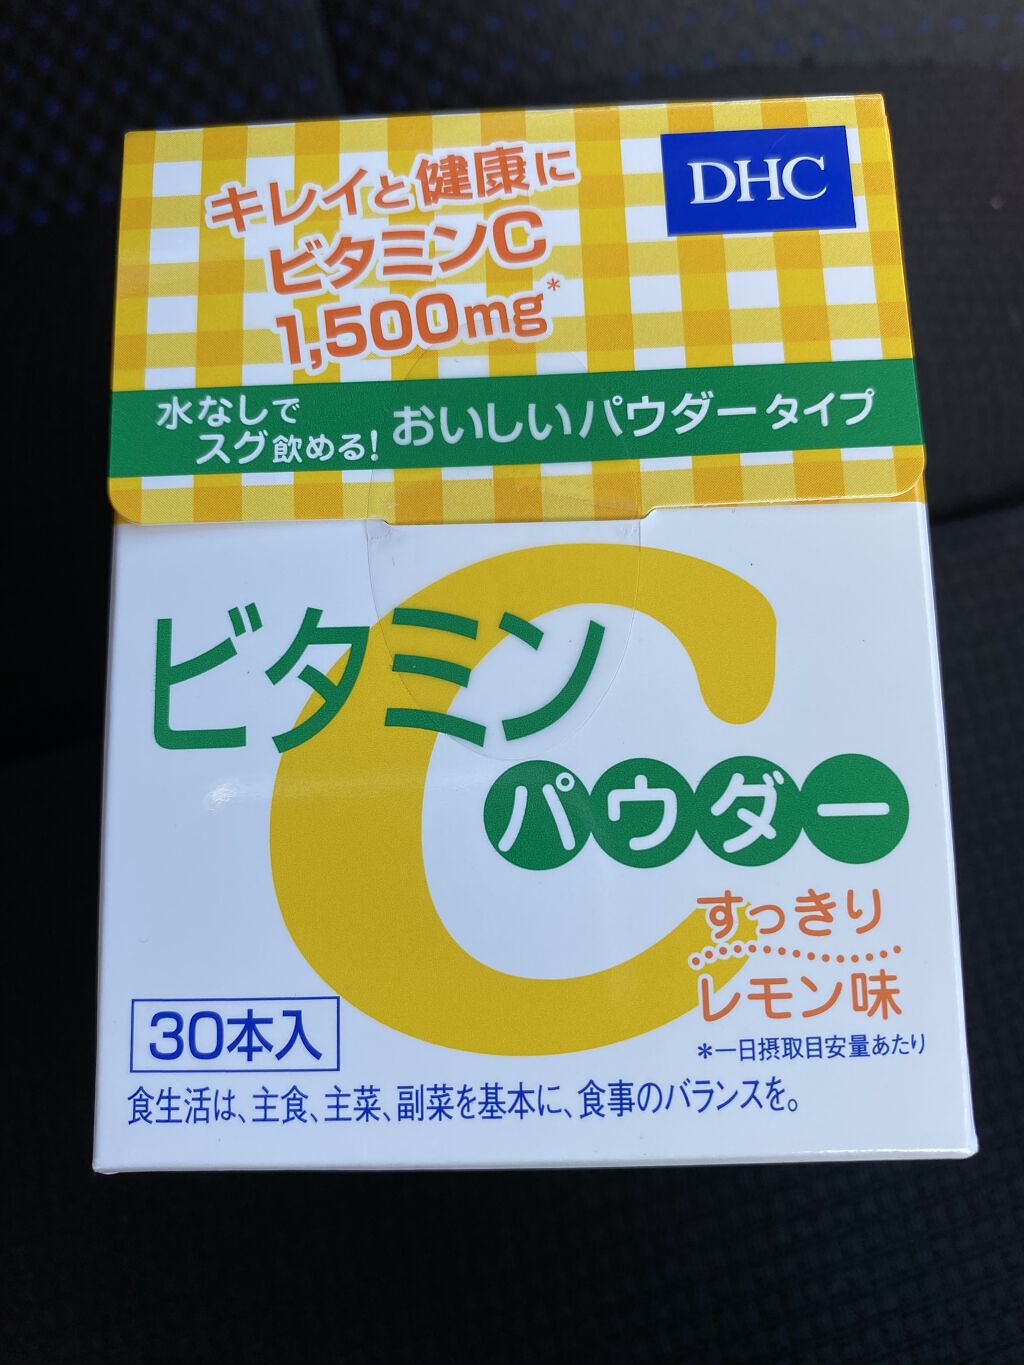 DHC
キレイと健康に
ビタミンC
1,500mg*
水なしで
スグ飲める!
おいしいパウダータイプ
ビタミン
C
パウダー
すっきり
レモン味
*一日摂取目安量あたり
30本入
食生活は、主食、主菜、副菜を基本に、食事のバランスを。